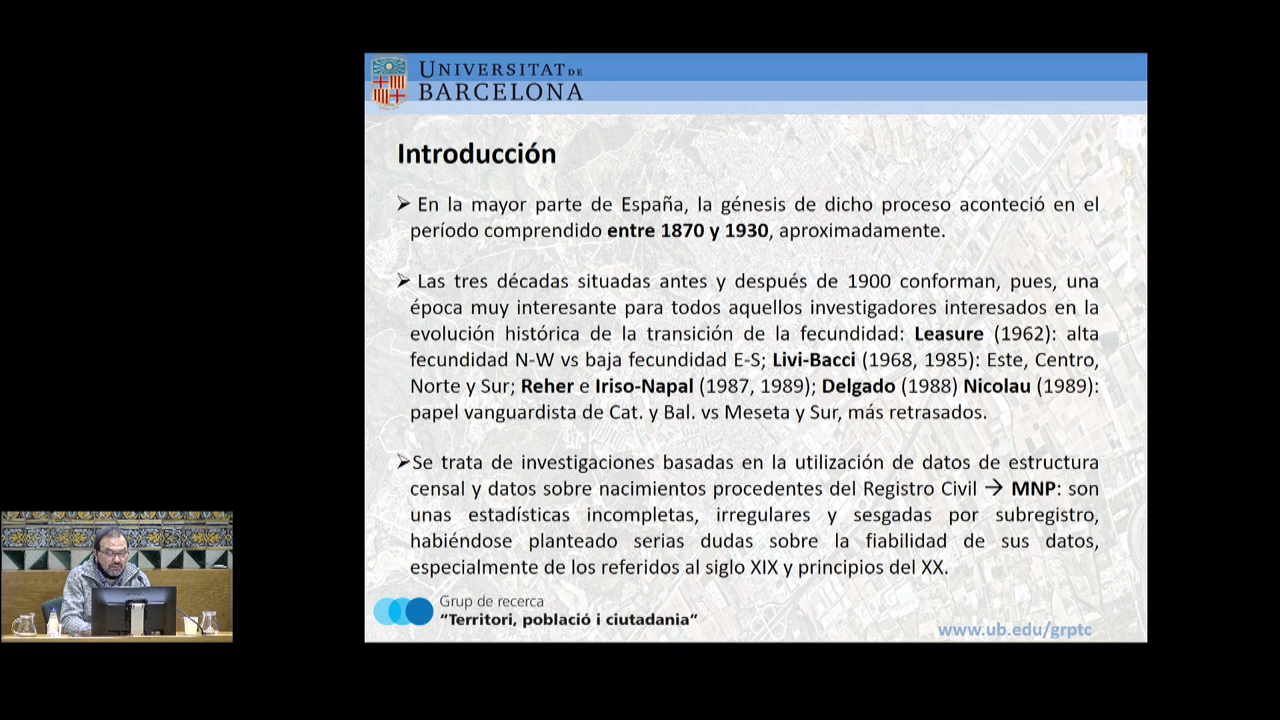 UNIVERSITAT DE
BARCELONA
Introducción
➢ En la mayor parte de España, la génesis de dicho proceso aconteció en el
período comprendido entre 1870 y 1930, aproximadamente.
➢ Las tres décadas situadas antes y después de 1900 conforman, pues, una
época muy interesante para todos aquellos investigadores interesados en la
evolución histórica de la transición de la fecundidad: Leasure (1962): alta
fecundidad N-W vs baja fecundidad E-S; Livi-Bacci (1968, 1985): Este, Centro,
Norte y Sur; Reher e Iriso-Napal (1987, 1989); Delgado (1988) Nicolau (1989):
papel vanguardista de Cat. y Bal. vs Meseta y Sur, más retrasados.
➢Se trata de investigaciones basadas en la utilización de datos de estructura
censal y datos sobre nacimientos procedentes del Registro Civil → MNP: son
unas estadísticas incompletas, irregulares y sesgadas por subregistro,
habiéndose planteado serias dudas sobre la fiabilidad de sus datos,
especialmente de los referidos al siglo XIX y principios del XX.
Grup de recerca
"Territori, població i ciutadania"
www.ub.edu/grptc